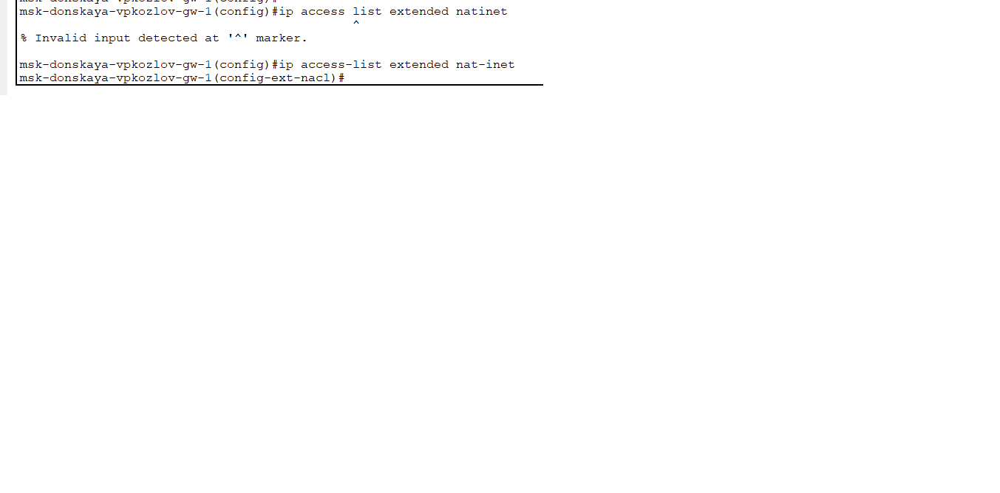 msk-donskaya-vpkozlov-gw-1(config)#
msk-donskaya-vpkozlov-gw-1(config)#ip access list extended natinet
^
% Invalid input detected at '^' marker.
msk-donskaya-vpkozlov-gw-1(config)#ip access-list extended nat-inet
msk-donskaya-vpkozlov-gw-1(config-ext-nacl)#